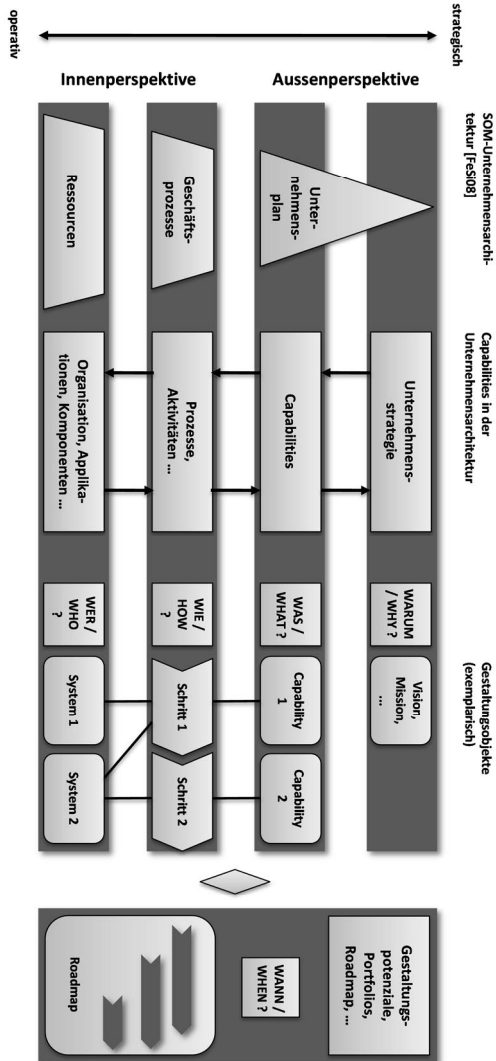 strategisch
operativ
Aussenperspektive
Innenperspektive
SOM-Unternehmensarchi-
tektur [FeSi08]
Unter-
nehmens-
plan
Geschäfts-
prozesse
Ressourcen
Capabilities in der
Unternehmensarchitektur
Unternehmens-
strategie
Capabilities
Prozesse,
Aktivitäten ...
Organisation, Applika-
tionen, Komponenten ...
Gestaltungsobjekte
(exemplarisch)
WARUM
/ WHY ?
Vision,
Mission,
....
WAS /
WHAT ?
Capability
1
Capability
2
WIE /
HOW
?
Schritt 1
Schritt 2
WER /
WHO
?
System 1
System 2
Gestaltungs-
potenziale,
Portfolios,
Roadmap, ...
WANN /
WHEN ?
Roadmap